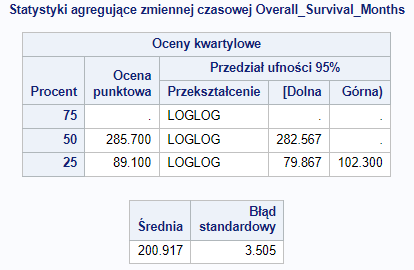 Statystyki agregujące zmiennej czasowej Overall_Survival_Months
Oceny kwartylowe
Procent Ocena punktowa Przedział ufności 95%
Przekształcenie [Dolna Górna)
75 . LOGLOG . .
50 285.700 LOGLOG 282.567 .
25 89.100 LOGLOG 79.867 102.300
Średnia Błąd standardowy
200.917 3.505